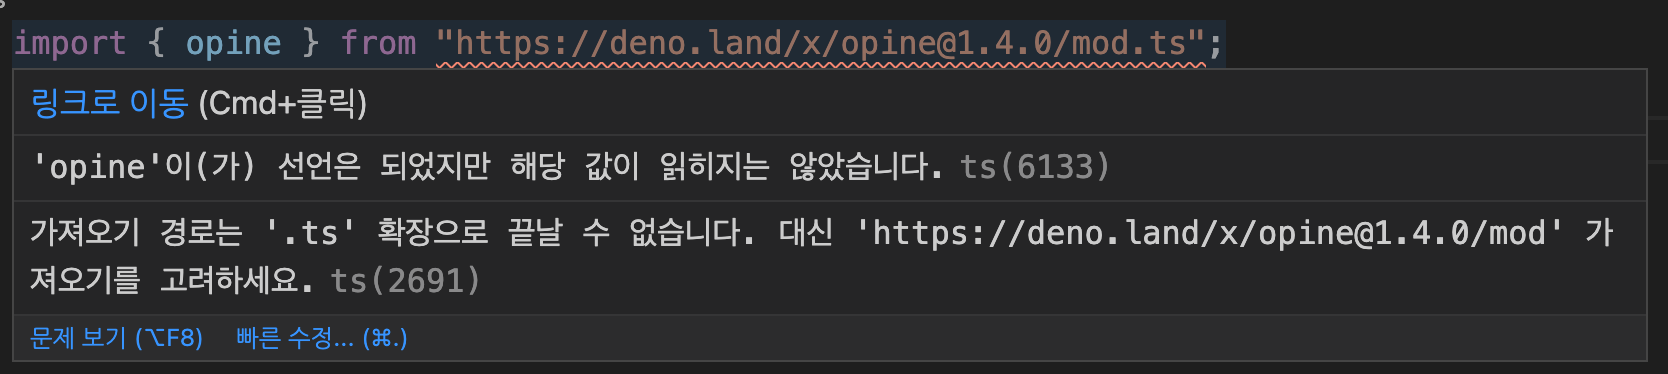 import { opine } from "https://deno.land/x/opine@1.4.0/mod.ts";
링크로 이동 (Cmd+클릭)
'opine'이(가) 선언은 되었지만 해당 값이 읽히지는 않았습니다. ts(6133)
가져오기 경로는 '.ts' 확장으로 끝날 수 없습니다. 대신 'https://deno.land/x/opine@1.4.0/mod' 가
져오기를 고려하세요. ts(2691)
문제 보기 (⌥F8) 빠른 수정... (⌘.)